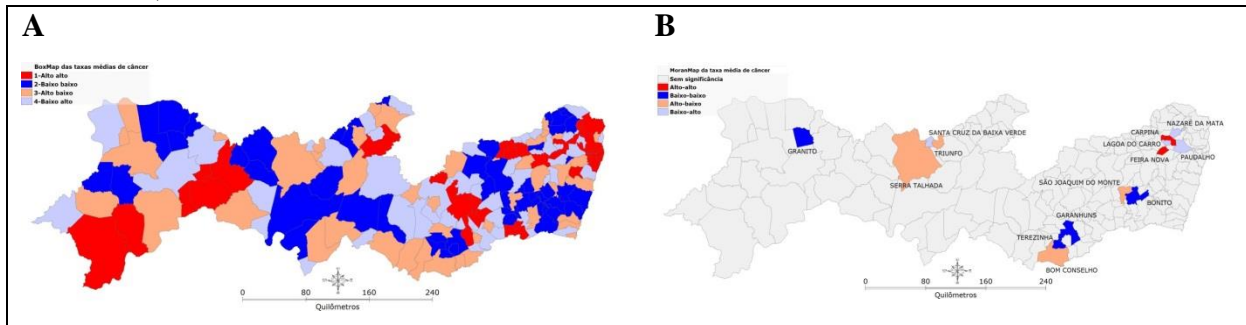 A
BoxMap das taxas médias de câncer
1-Alto alto
2-Baixo baixo
3-Alto baixo
4-Baixo alto
0 80 160 240
Quilômetros
B
MoranMap da taxa média de câncer
Sem significância
Alto-alto
Baixo-baixo
Alto-baixo
Baixo-alto
GRANITO
SANTA CRUZ DA BAIXA VERDE
TRIUNFO
SERRA TALHADA
NAZARÉ DA MATA
CARPINA
LAGOA DO CARRO
FEIRA NOVA
PAUDALHO
SÃO JOAQUIM DO MONTE
BONITO
GARANHUNS
TEREZINHA
BOM CONSELHO
0 80 160 240
Quilômetros